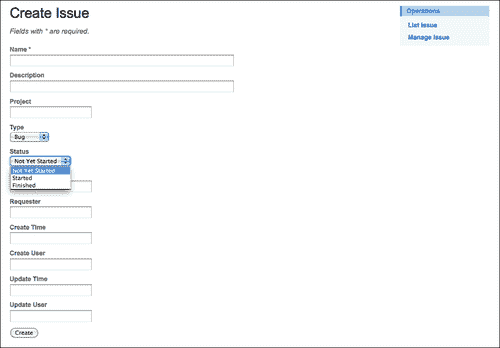 Create Issue
Fields with * are required.
Name *
Description
Project
Type
Bug
Status
Not Yet Started
Not Yet Started
Started
Finished
Requester
Create Time
Create User
Update Time
Update User
Create
Operations
List Issue
Manage Issue